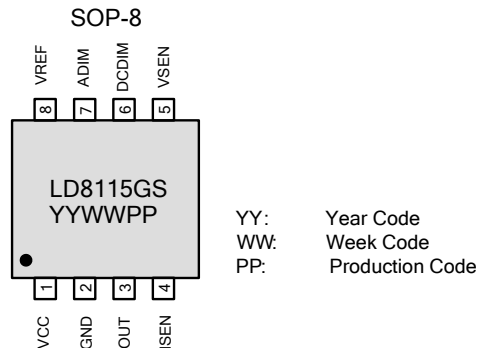 SOP-8
VREF
ADIM
DCDIM
VSEN
8
7
6
5
LD8115GS
YYWWPP
YY: Year Code
WW: Week Code
PP: Production Code
1
2
3
4
VCC
GND
OUT
ISEN